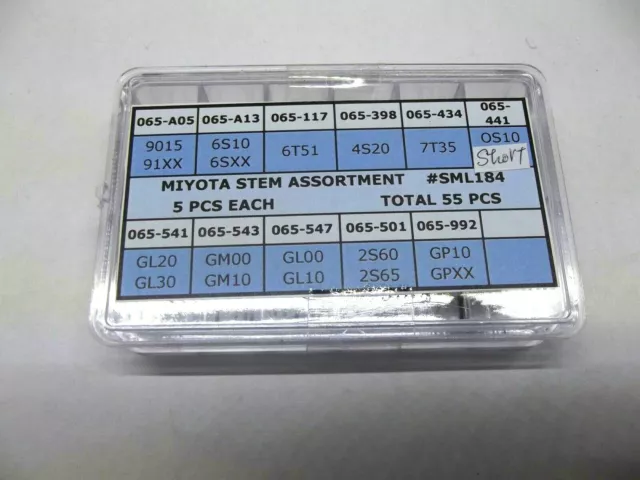 065-A05 065-A13 065-117 065-398 065-434 065-441
9015 6S10 6T51 4S20 7T35 OS10
91XX 6SXX Short
MIYOTA STEM ASSORTMENT #SML184
5 PCS EACH TOTAL 55 PCS
065-541 065-543 065-547 065-501 065-992
GL20 GM00 GL00 2S60 GP10
GL30 GM10 GL10 2S65 GPXX